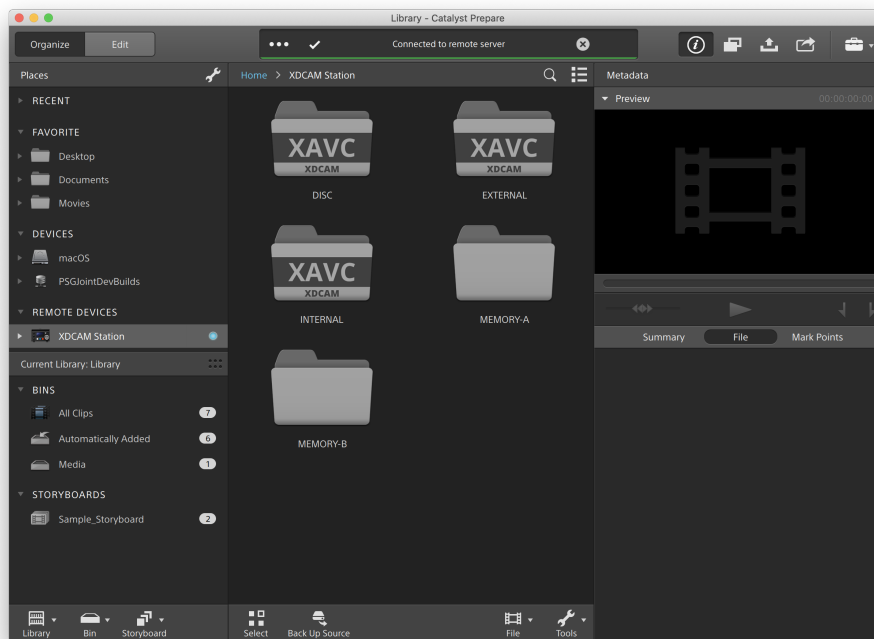 Library - Catalyst Prepare
Organize Edit ••• Connected to remote server
Places Home > XDCAM Station Metadata
Preview 00:00:00:00
RECENT
FAVORITE
Desktop
Documents
Movies
DEVICES
macOS
PSGJointDevBuilds
REMOTE DEVICES
XDCAM Station
Current Library: Library
BINS
All Clips 7
Automatically Added 6
Media 1
STORYBOARDS
Sample_Storyboard 2
Library Bin Storyboard
XAVC XAVC
XDCAM XDCAM
DISC EXTERNAL
XAVC
XDCAM
INTERNAL MEMORY-A
MEMORY-B
Select Back Up Source File Tools
Summary File Mark Points